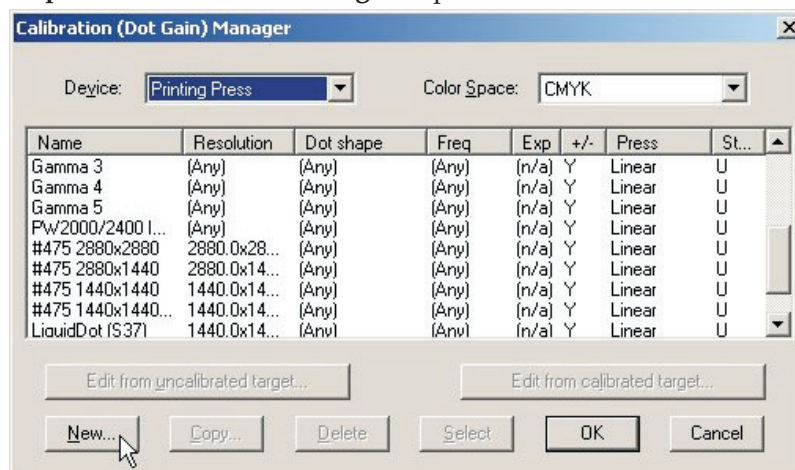 Calibration (Dot Gain) Manager
Device: Printing Press Color Space: CMYK
Name Resolution Dot shape Freq Exp +/- Press St...
Gamma 3 (Any) (Any) (Any) (n/a) Y Linear U
Gamma 4 (Any) (Any) (Any) (n/a) Y Linear U
Gamma 5 (Any) (Any) (Any) (n/a) Y Linear U
PW2000/2400 I... (Any) (Any) (Any) (n/a) Y Linear U
#475 2880x2880 2880.0x28... (Any) (Any) (n/a) Y Linear U
#475 2880x1440 2880.0x14... (Any) (Any) (n/a) Y Linear U
#475 1440x1440 1440.0x14... (Any) (Any) (n/a) Y Linear U
#475 1440x1440... 1440.0x14... (Any) (Any) (n/a) Y Linear U
LiquidDot (S37) 1440.0x14... (Any) (Any) (n/a) Y Linear U
Edit from uncalibrated target... Edit from calibrated target...
New... Copy... Delete Select OK Cancel